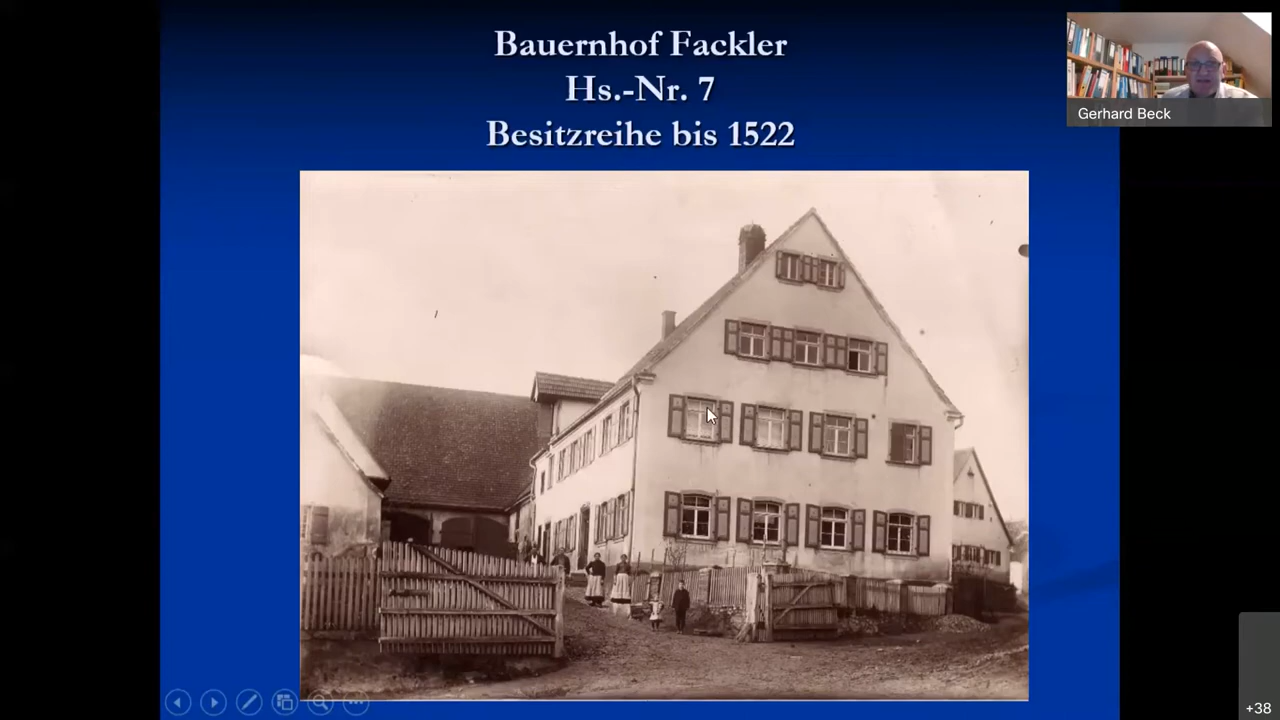 Bauernhof Fackler
Hs.-Nr. 7
Besitzreihe bis 1522
Gerhard Beck
+38